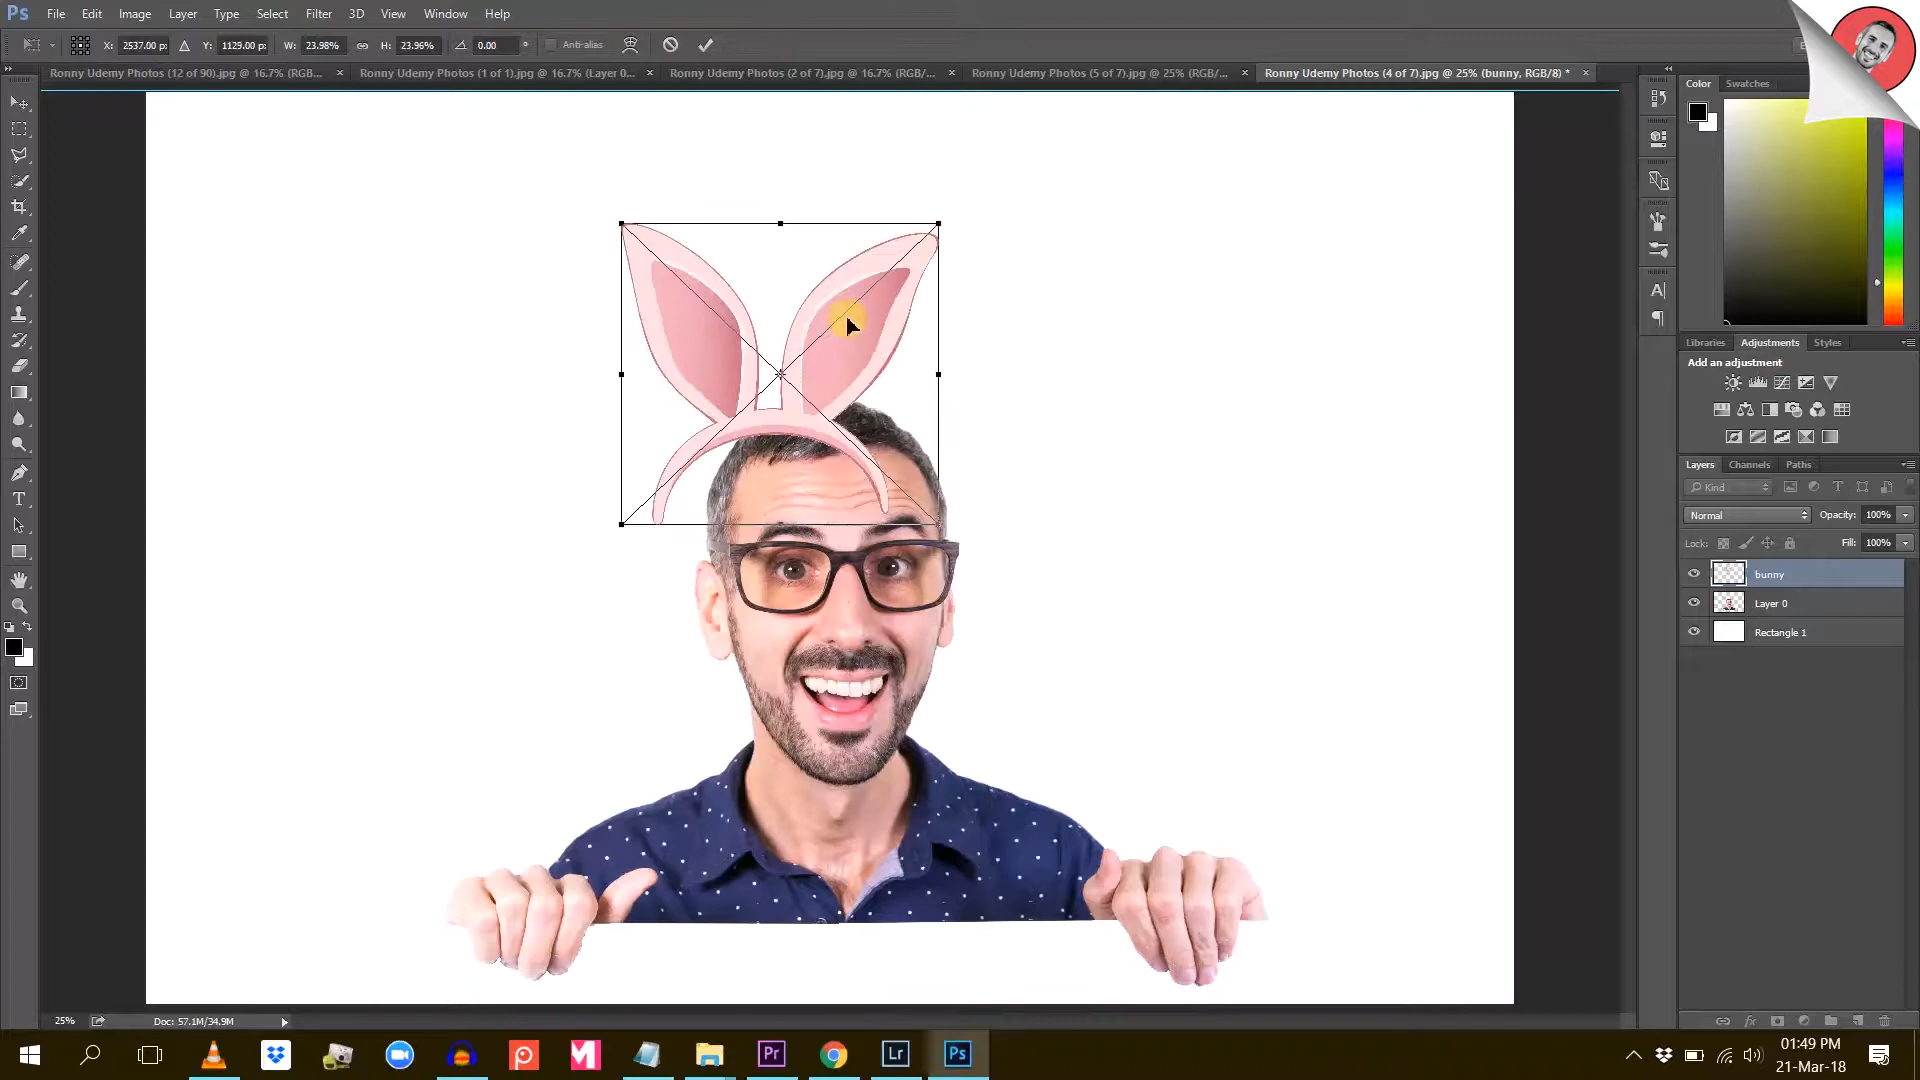 Ps File Edit Image Layer Type Select Filter 3D View Window Help
X: 2537.00 p: Y: 1129.00 p: W: 23.98% H: 23.96% 0.00 ° Anti-alias
Ronny Udemy Photos (12 of 90).jpg @ 16.7% (RGB... × Ronny Udemy Photos (1 of 1).jpg @ 16.7% (Layer 0... × Ronny Udemy Photos (2 of 7).jpg @ 16.7% (RGB/... × Ronny Udemy Photos (5 of 7).jpg @ 25% (RGB/... × Ronny Udemy Photos (4 of 7).jpg @ 25% (bunny, RGB/8) * ×
Color Swatches
Libraries Adjustments Styles
Add an adjustment
Layers Channels Paths
Kind
Normal Opacity: 100%
Lock: Fill: 100%
bunny
Layer 0
Rectangle 1
25% Doc: 57.1M/34.9M
Pr Lr Ps
01:49 PM
21-Mar-18